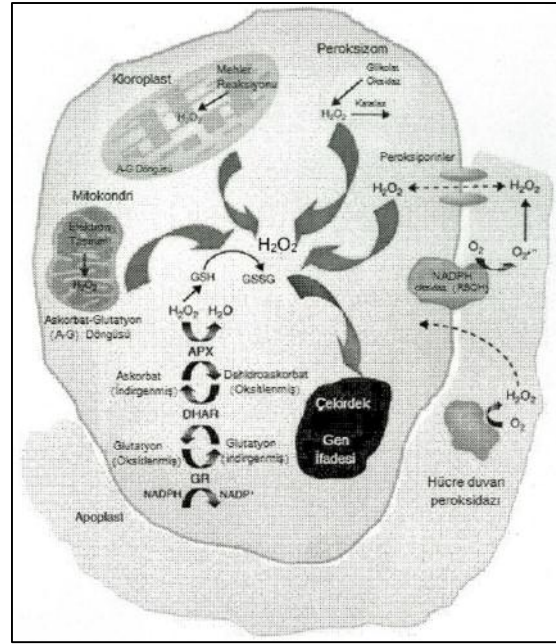 Kloroplast
Mehler
Reaksiyonu
H₂O₂
A-G Döngüsü
Peroksizom
Glikolat
Oksidaz
H₂O₂
Katalaz
Peroksiporinler
H₂O₂
H₂O₂
Mitokondri
Elektron
Taşınımı
H₂O₂
Askorbat-Glutatyon
(A-G) Döngüsü
H₂O₂
GSH
GSSG
H₂O₂
H₂O
APX
Askorbat
(İndirgenmiş)
Dehidroaskorbat
(Oksitlenmiş)
DHAR
Glutatyon
(Oksitlenmiş)
Glutatyon
(İndirgenmiş)
GR
NADPH
NADP⁺
O₂
O₂•⁻
NADPH
oksidaz
Çekirdek
Gen
İfadesi
H₂O₂
O₂
Hücre duvarı
peroksidazı
Apoplast